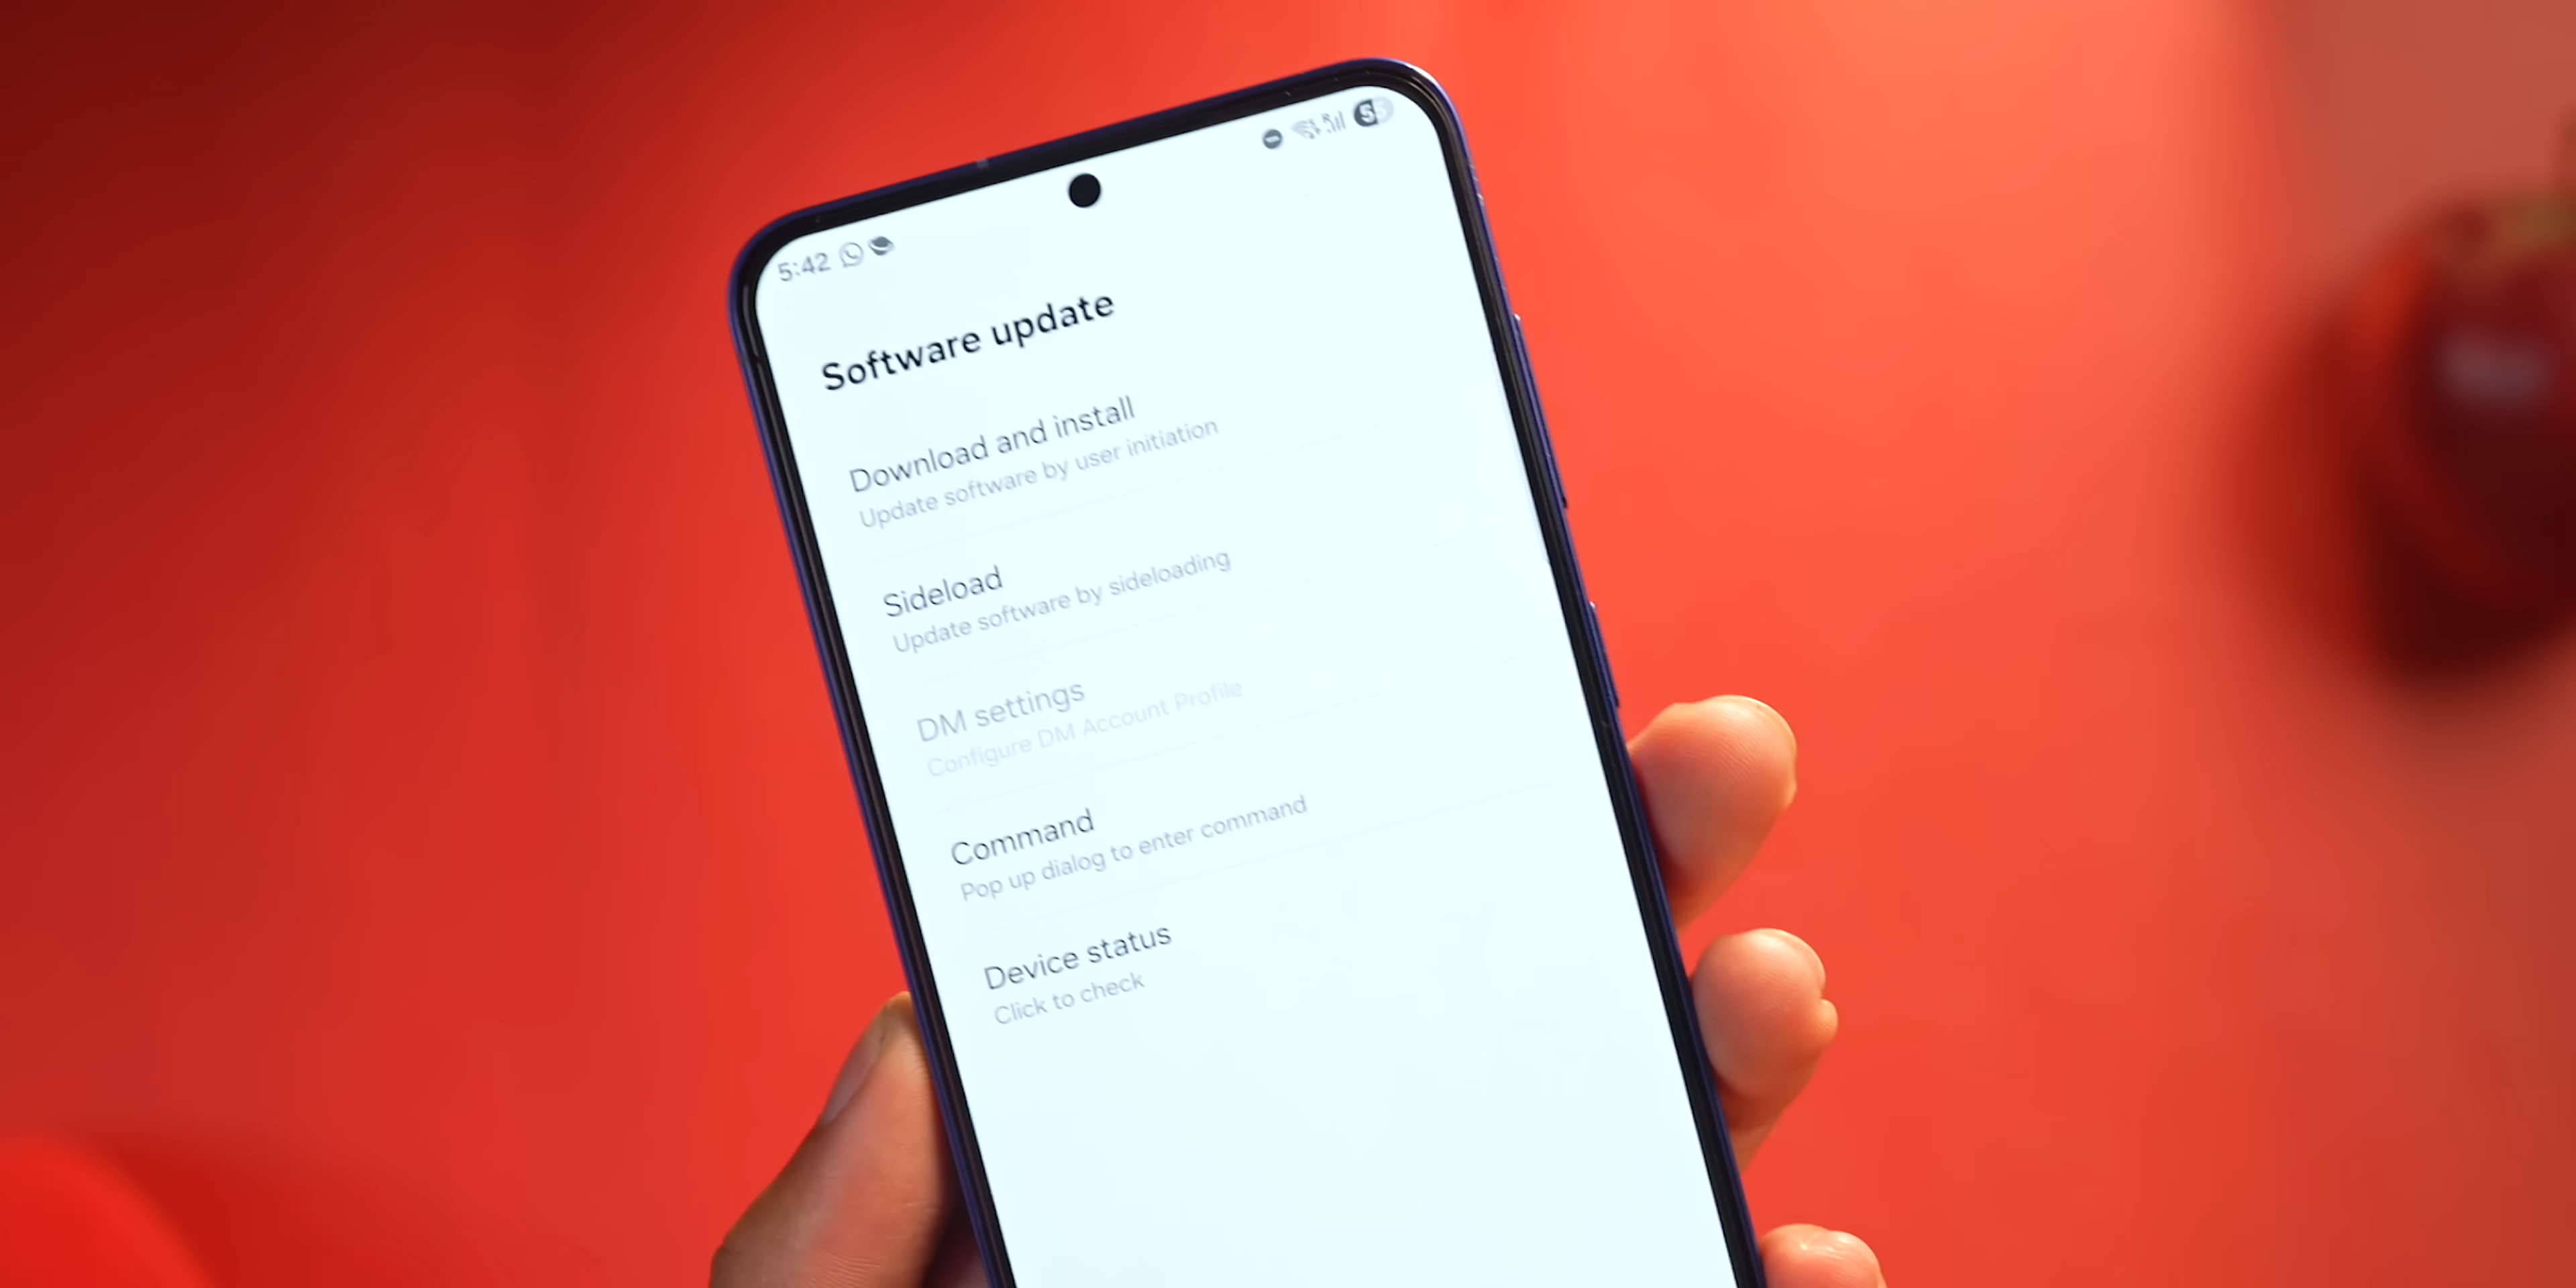 5:42
Software update
Download and install
Update software by user initiation
Sideload
Update software by sideloading
DM settings
Configure DM Account Profile
Command
Pop up dialog to enter command
Device status
Click to check